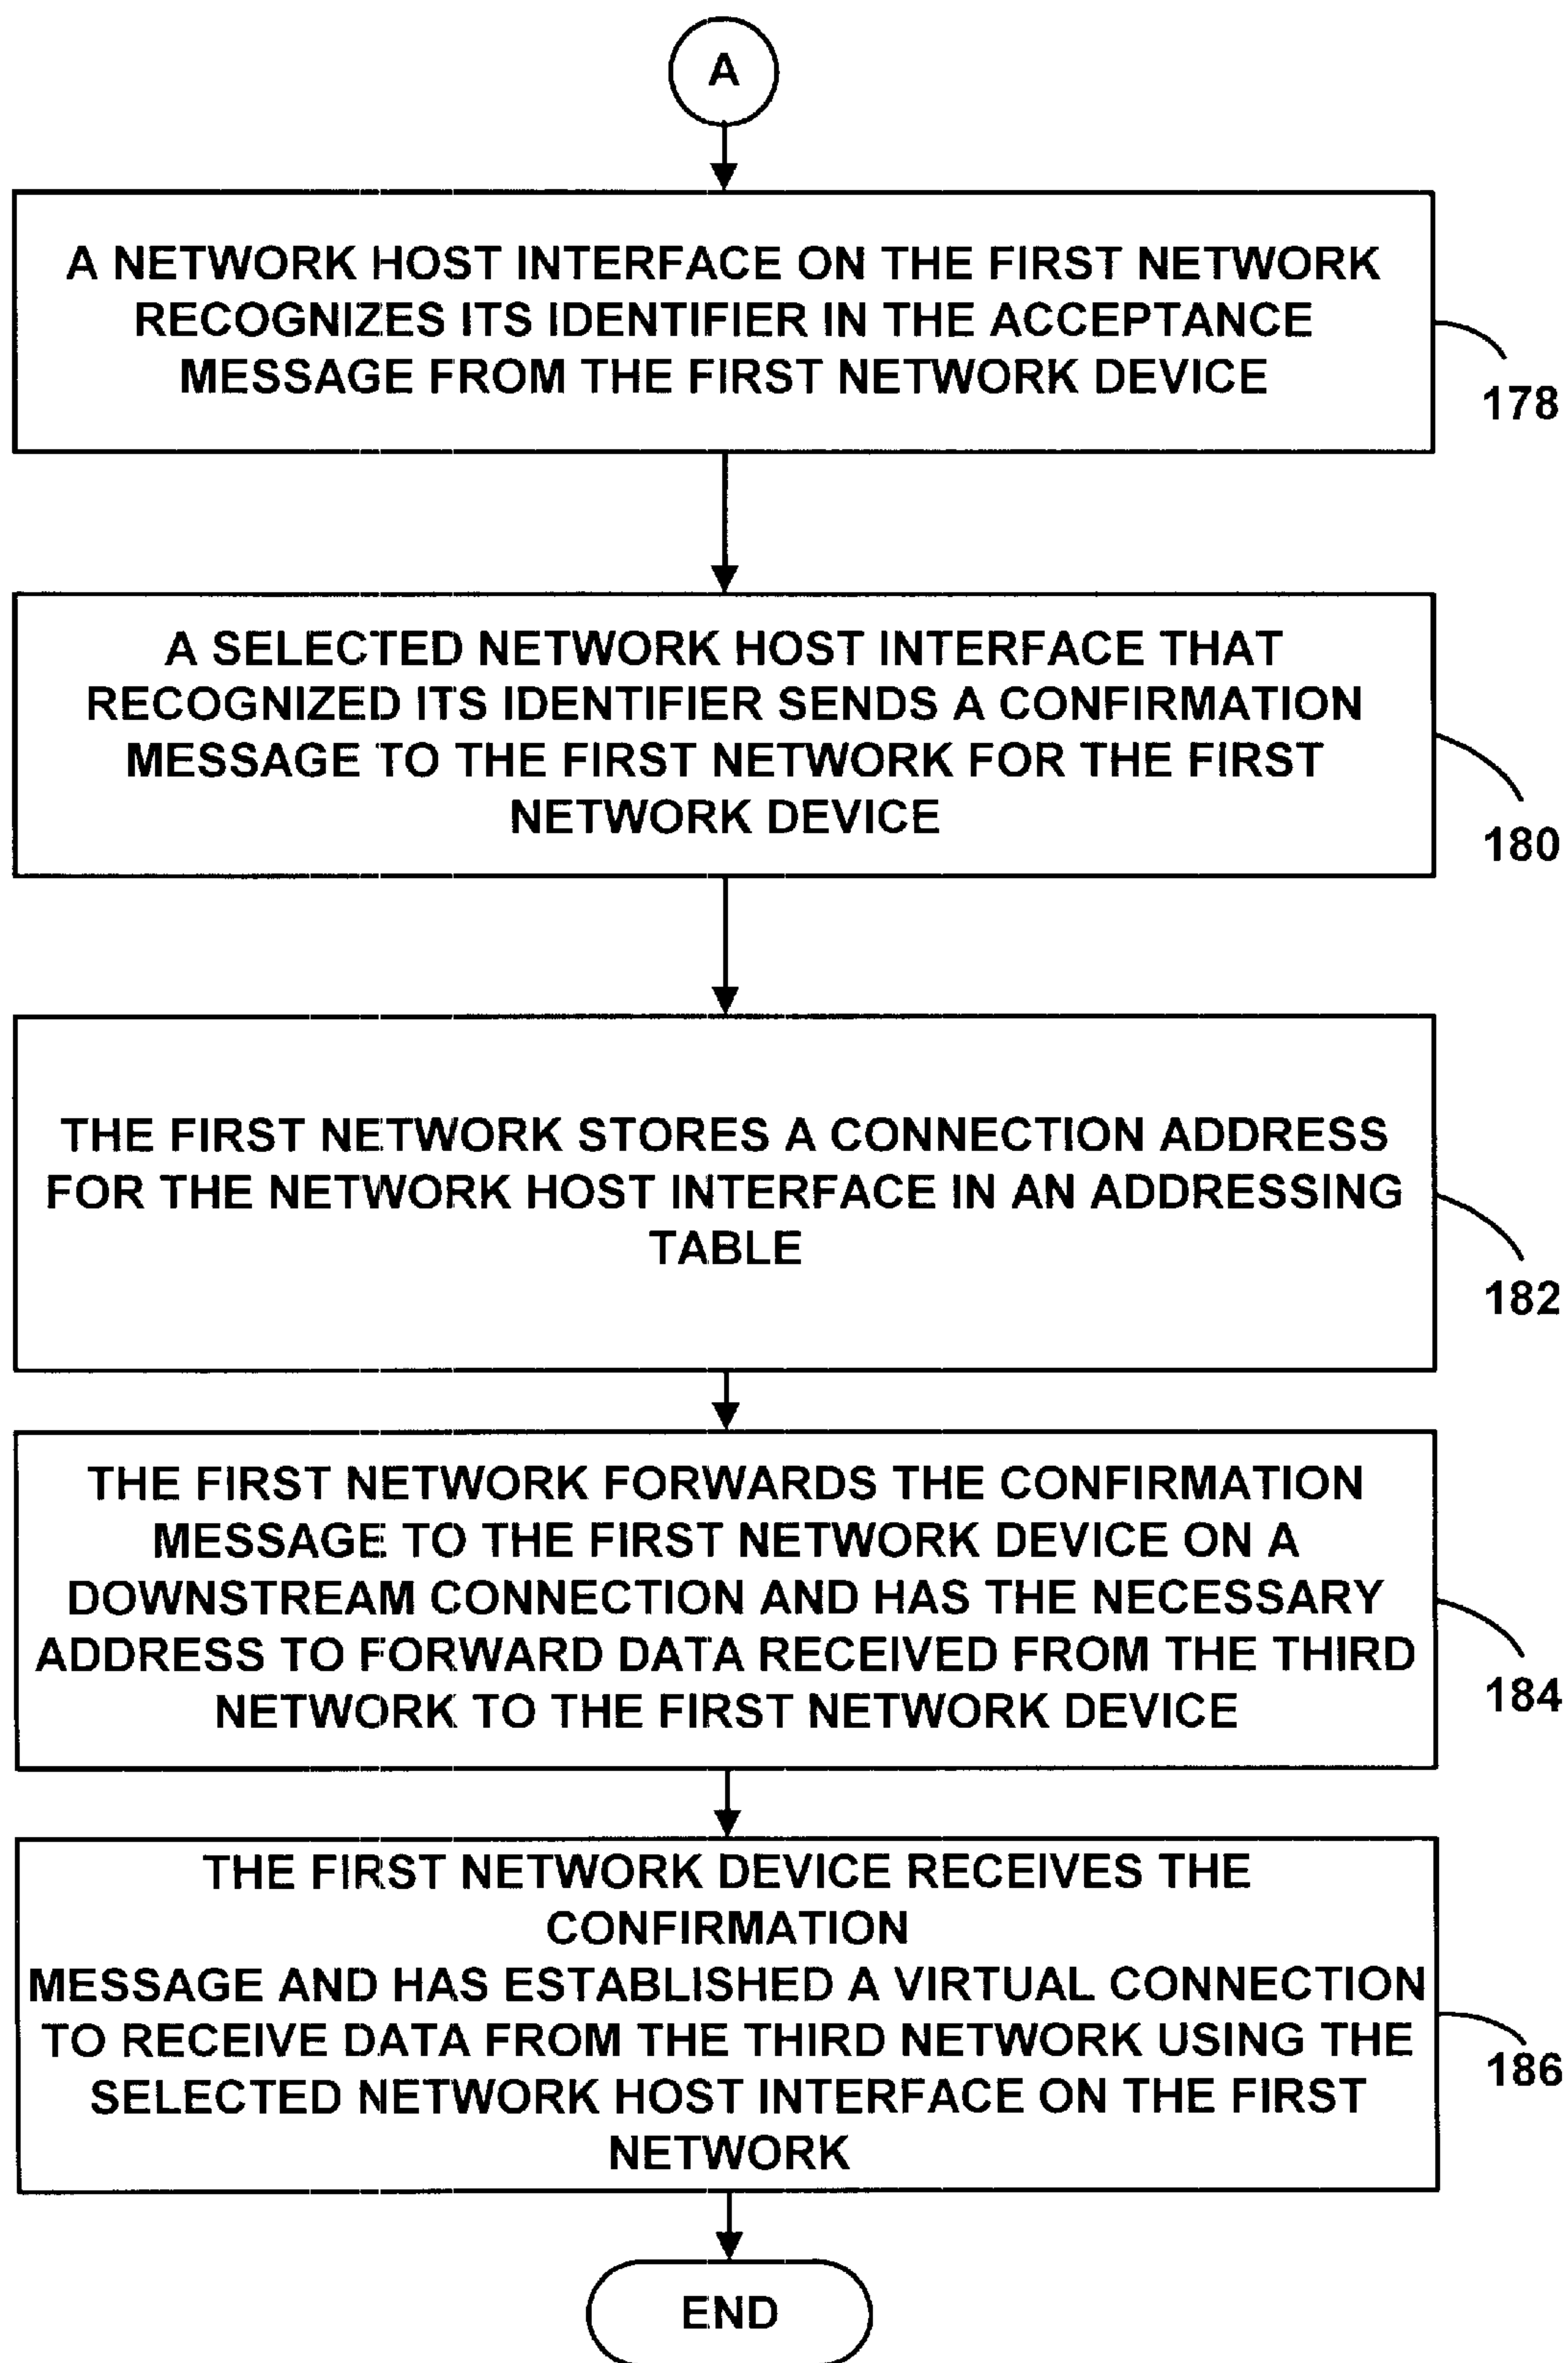 A
A NETWORK HOST INTERFACE ON THE FIRST NETWORK
RECOGNIZES ITS IDENTIFIER IN THE ACCEPTANCE
MESSAGE FROM THE FIRST NETWORK DEVICE
178
A SELECTED NETWORK HOST INTERFACE THAT
RECOGNIZED ITS IDENTIFIER SENDS A CONFIRMATION
MESSAGE TO THE FIRST NETWORK FOR THE FIRST
NETWORK DEVICE
180
THE FIRST NETWORK STORES A CONNECTION ADDRESS
FOR THE NETWORK HOST INTERFACE IN AN ADDRESSING
TABLE
182
THE FIRST NETWORK FORWARDS THE CONFIRMATION
MESSAGE TO THE FIRST NETWORK DEVICE ON A
DOWNSTREAM CONNECTION AND HAS THE NECESSARY
ADDRESS TO FORWARD DATA RECEIVED FROM THE THIRD
NETWORK TO THE FIRST NETWORK DEVICE
184
THE FIRST NETWORK DEVICE RECEIVES THE
CONFIRMATION
MESSAGE AND HAS ESTABLISHED A VIRTUAL CONNECTION
TO RECEIVE DATA FROM THE THIRD NETWORK USING THE
SELECTED NETWORK HOST INTERFACE ON THE FIRST
NETWORK
186
END